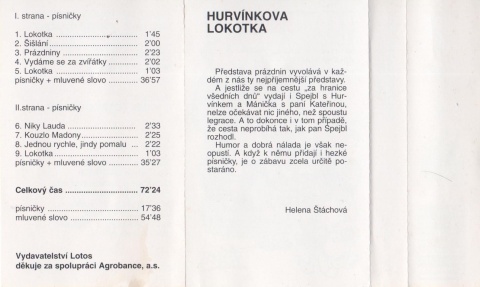 I. strana - písničky
1. Lokotka ................................ 1'45
2. Šišlání ................................ 2'00
3. Prázdniny ........................... 2'23
4. Vydáme se za zvířátky ....... 2'02
5. Lokotka .............................. 1'03
písničky + mluvené slovo ....... 36'57
II.strana - písničky
6. Niky Lauda ......................... 2'33
7. Kouzlo Madony .................. 2'25
8. Jednou rychle, jindy pomalu ... 2'22
9. Lokotka .............................. 1'03
písničky + mluvené slovo ....... 35'27
Celkový čas ........................ 72'24
písničky ................................ 17'36
mluvené slovo ...................... 54'48
Vydavatelství Lotos
děkuje za spolupráci Agrobance, a.s.
HURVÍNKOVA
LOKOTKA
Představa prázdnin vyvolává v kaž-
dém z nás ty nejpříjemnější představy.
A jestliže se na cestu „za hranice
všedních dnů" vydají i Spejbl s Hur-
vínkem a Mánička s paní Kateřinou,
nelze očekávat nic jiného, než spoustu
legrace. A to dokonce i v tom případě,
že cesta neprobíhá tak, jak pan Spejbl
rozhodl.
Humor a dobrá nálada je však ne-
opustí. A když k němu přidají i hezké
písničky, je o zábavu zcela určitě po-
staráno.
Helena Štáchová